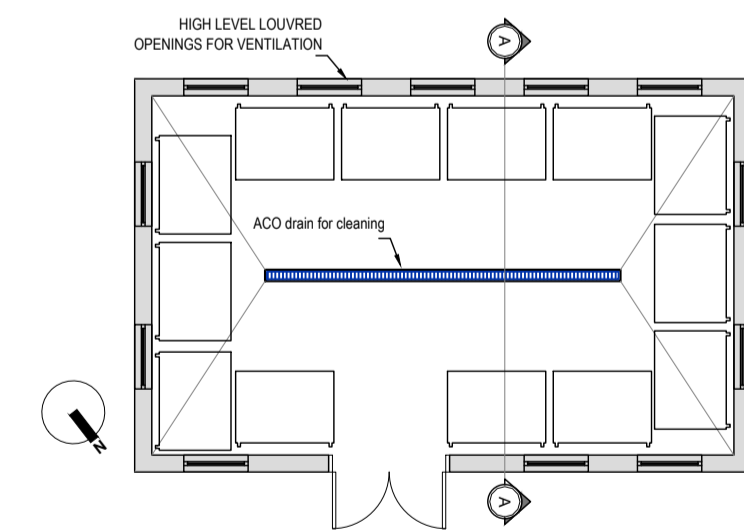 HIGH LEVEL LOUVRED
OPENINGS FOR VENTILATION
A
ACO drain for cleaning
N
A